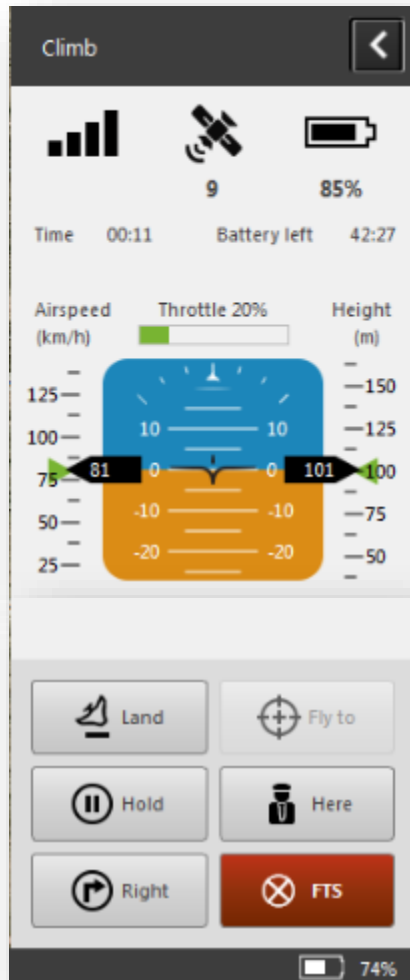 Climb
9 85%
Time 00:11 Battery left 42:27
Airspeed Throttle 20% Height
(km/h) (m)
125 150
100 10 10 125
75 81 0 0 101 100
50 -10 -10 75
25 -20 -20 50
Land Fly to
Hold Here
Right FTS
74%